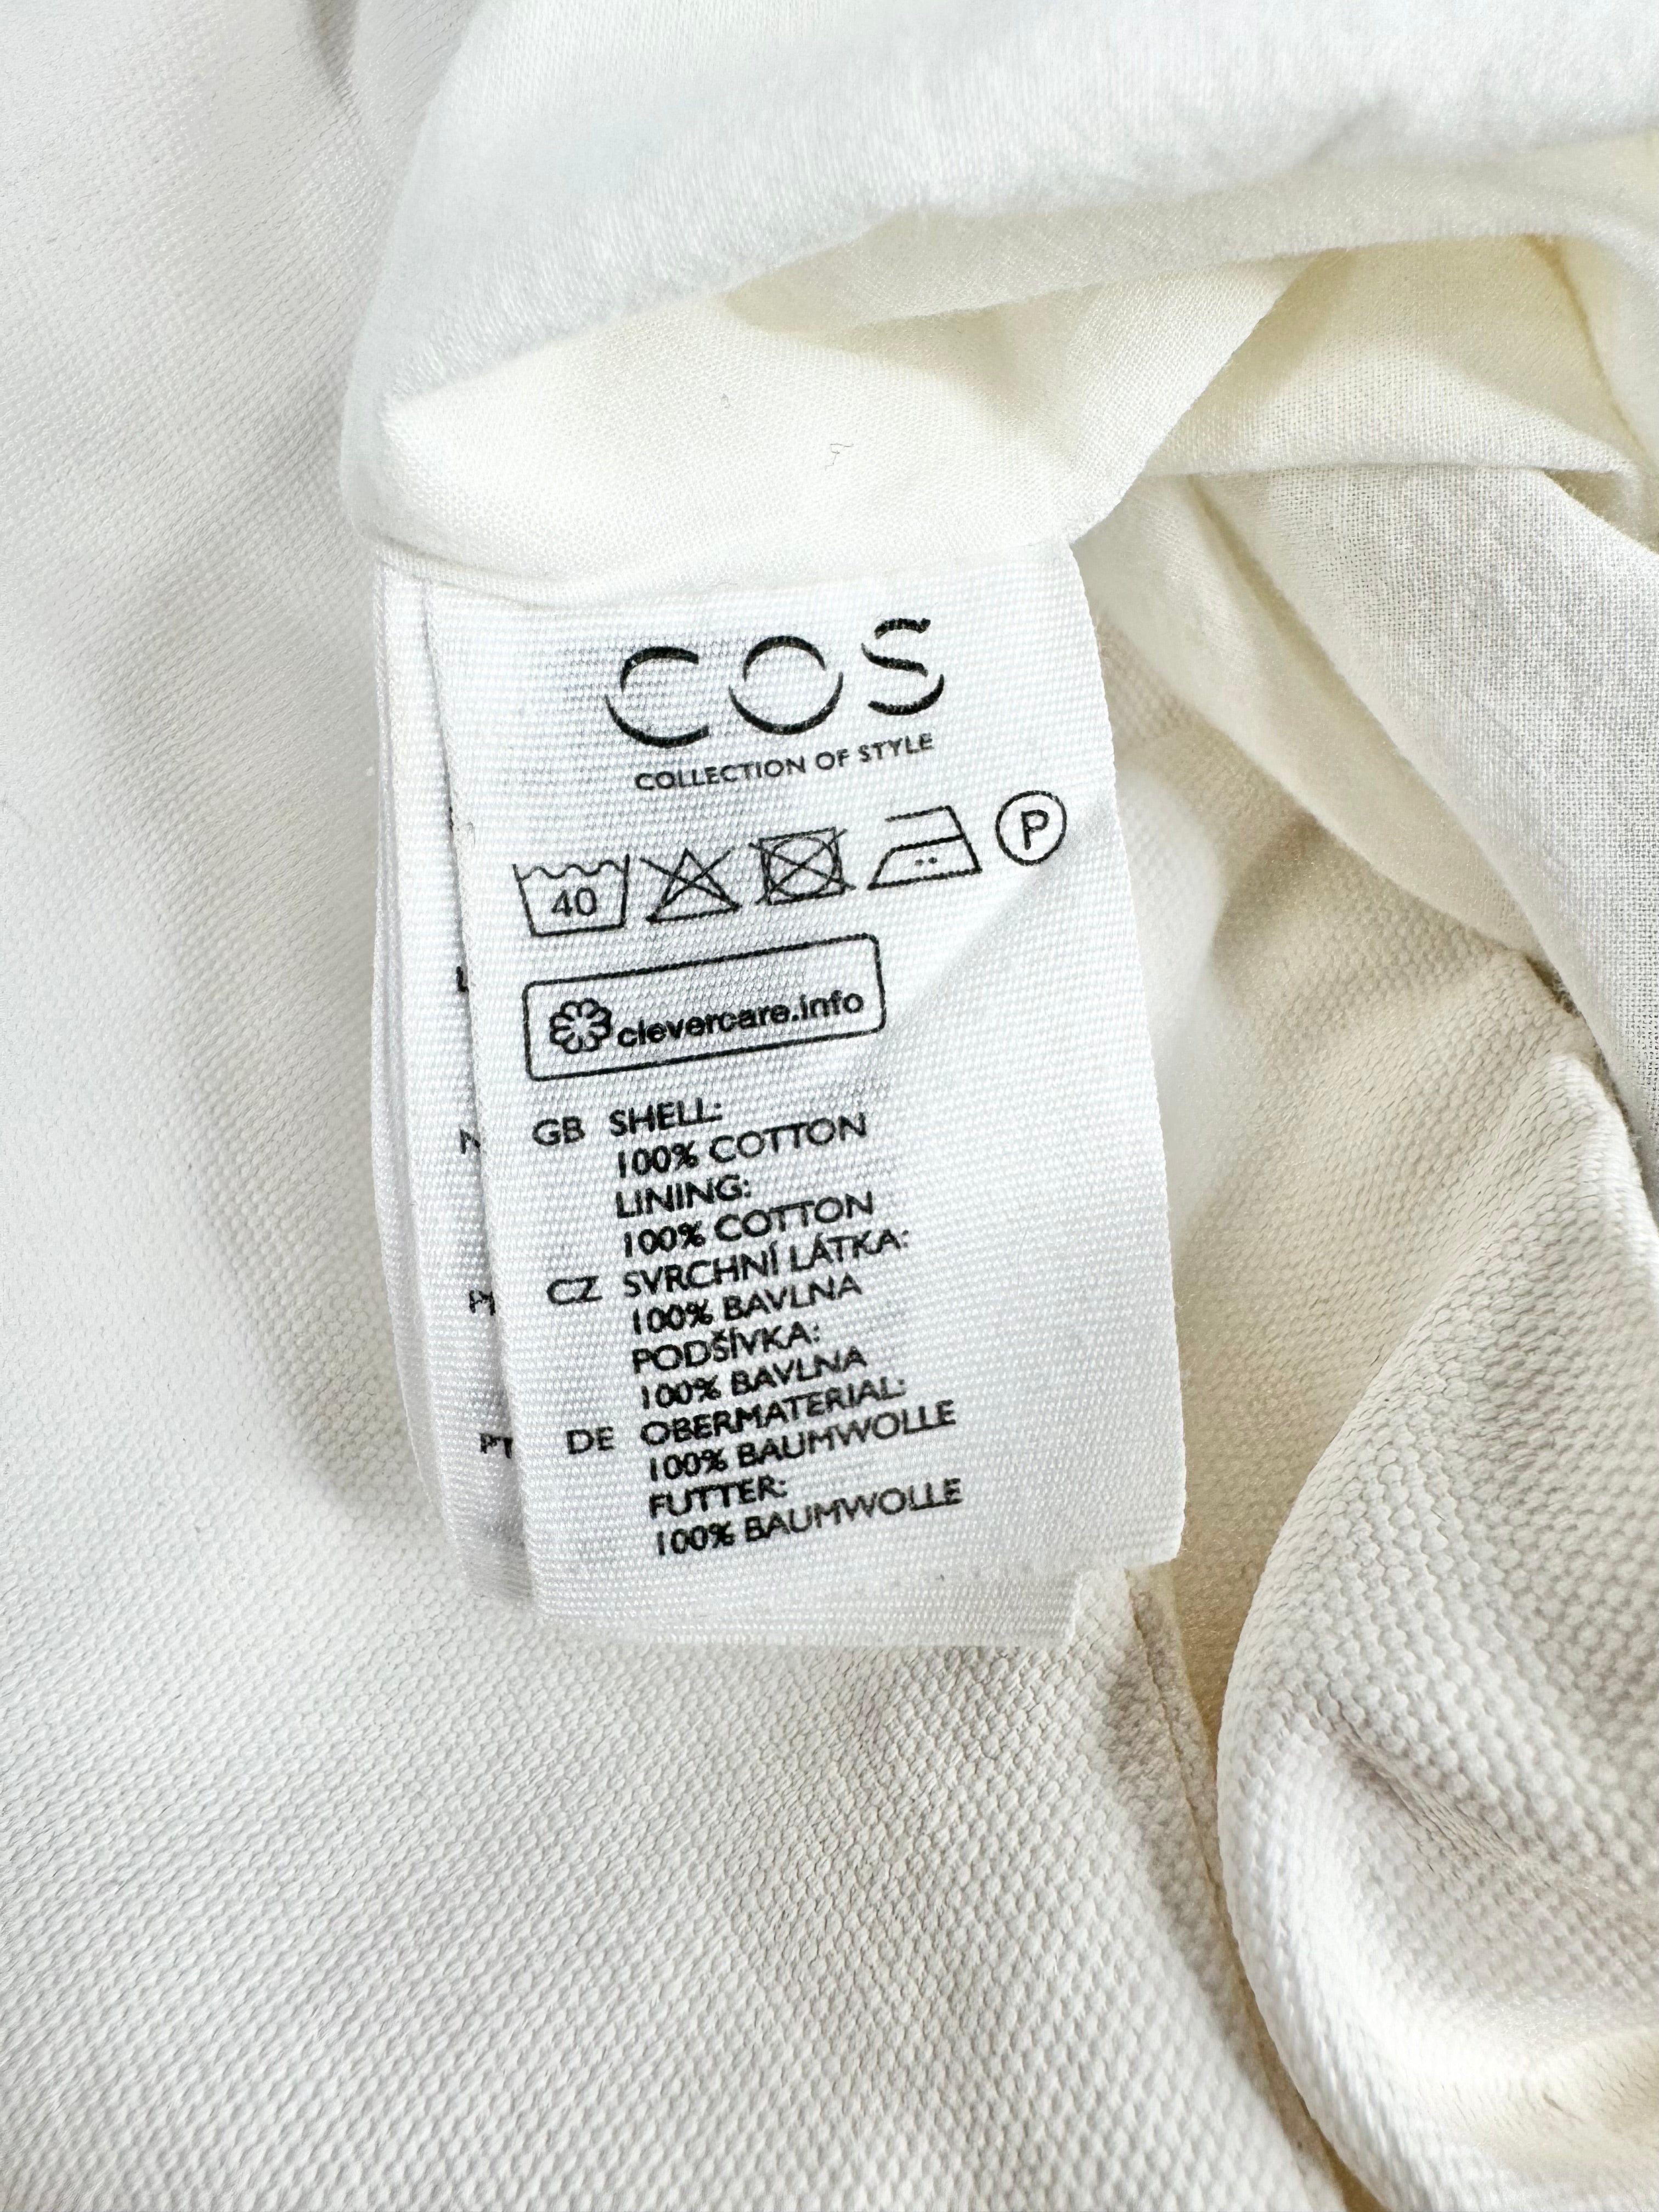 COS
COLLECTION OF STYLE
40
P
clevercare.info
GB SHELL:
100% COTTON
LINING:
100% COTTON
CZ SVRCHNÍ LÁTKA:
100% BAVLNA
PODŠÍVKA:
100% BAVLNA
DE OBERMATERIAL:
100% BAUMWOLLE
FUTTER:
100% BAUMWOLLE
PT